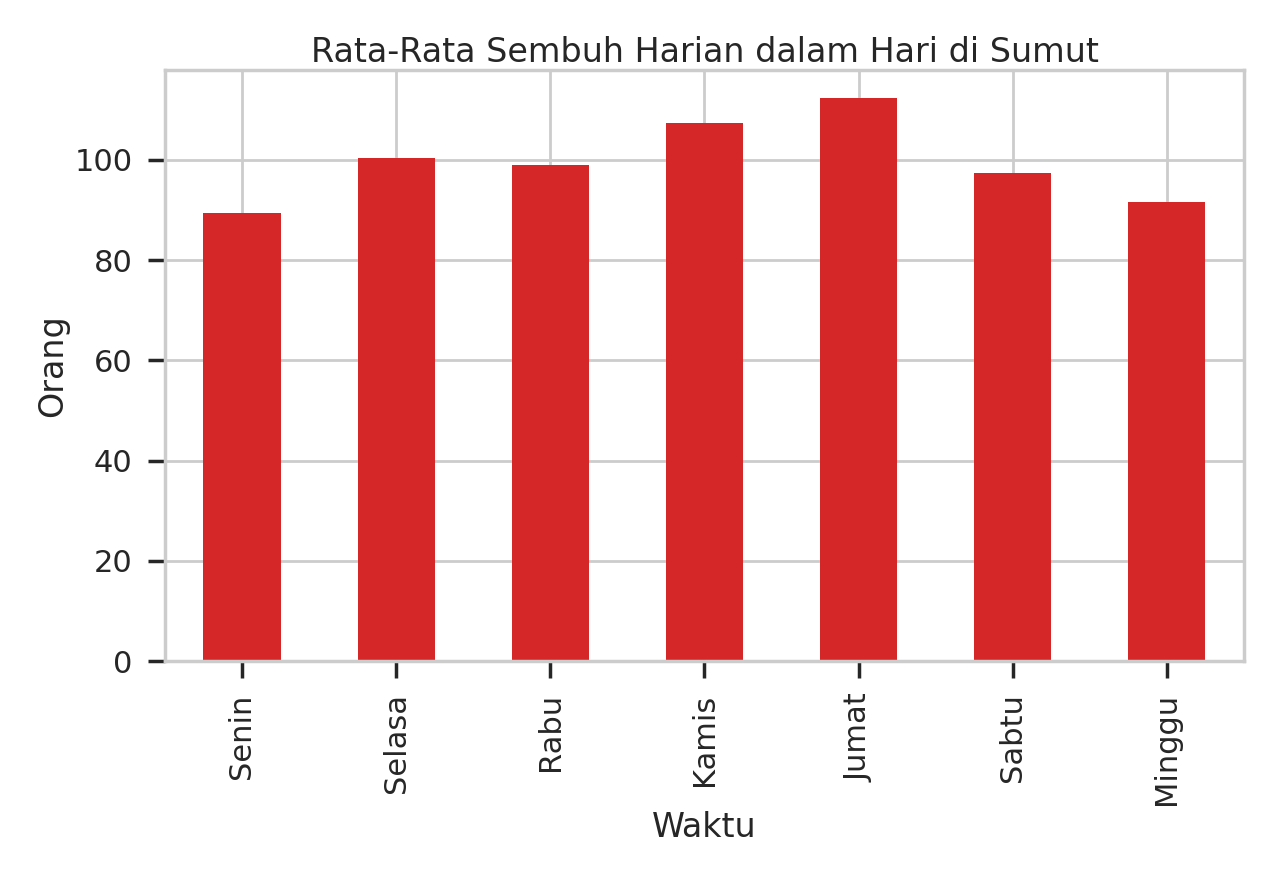 Rata-Rata Sembuh Harian dalam Hari di Sumut
Orang
100
80
60
40
20
0
Senin
Selasa
Rabu
Kamis
Jumat
Sabtu
Minggu
Waktu